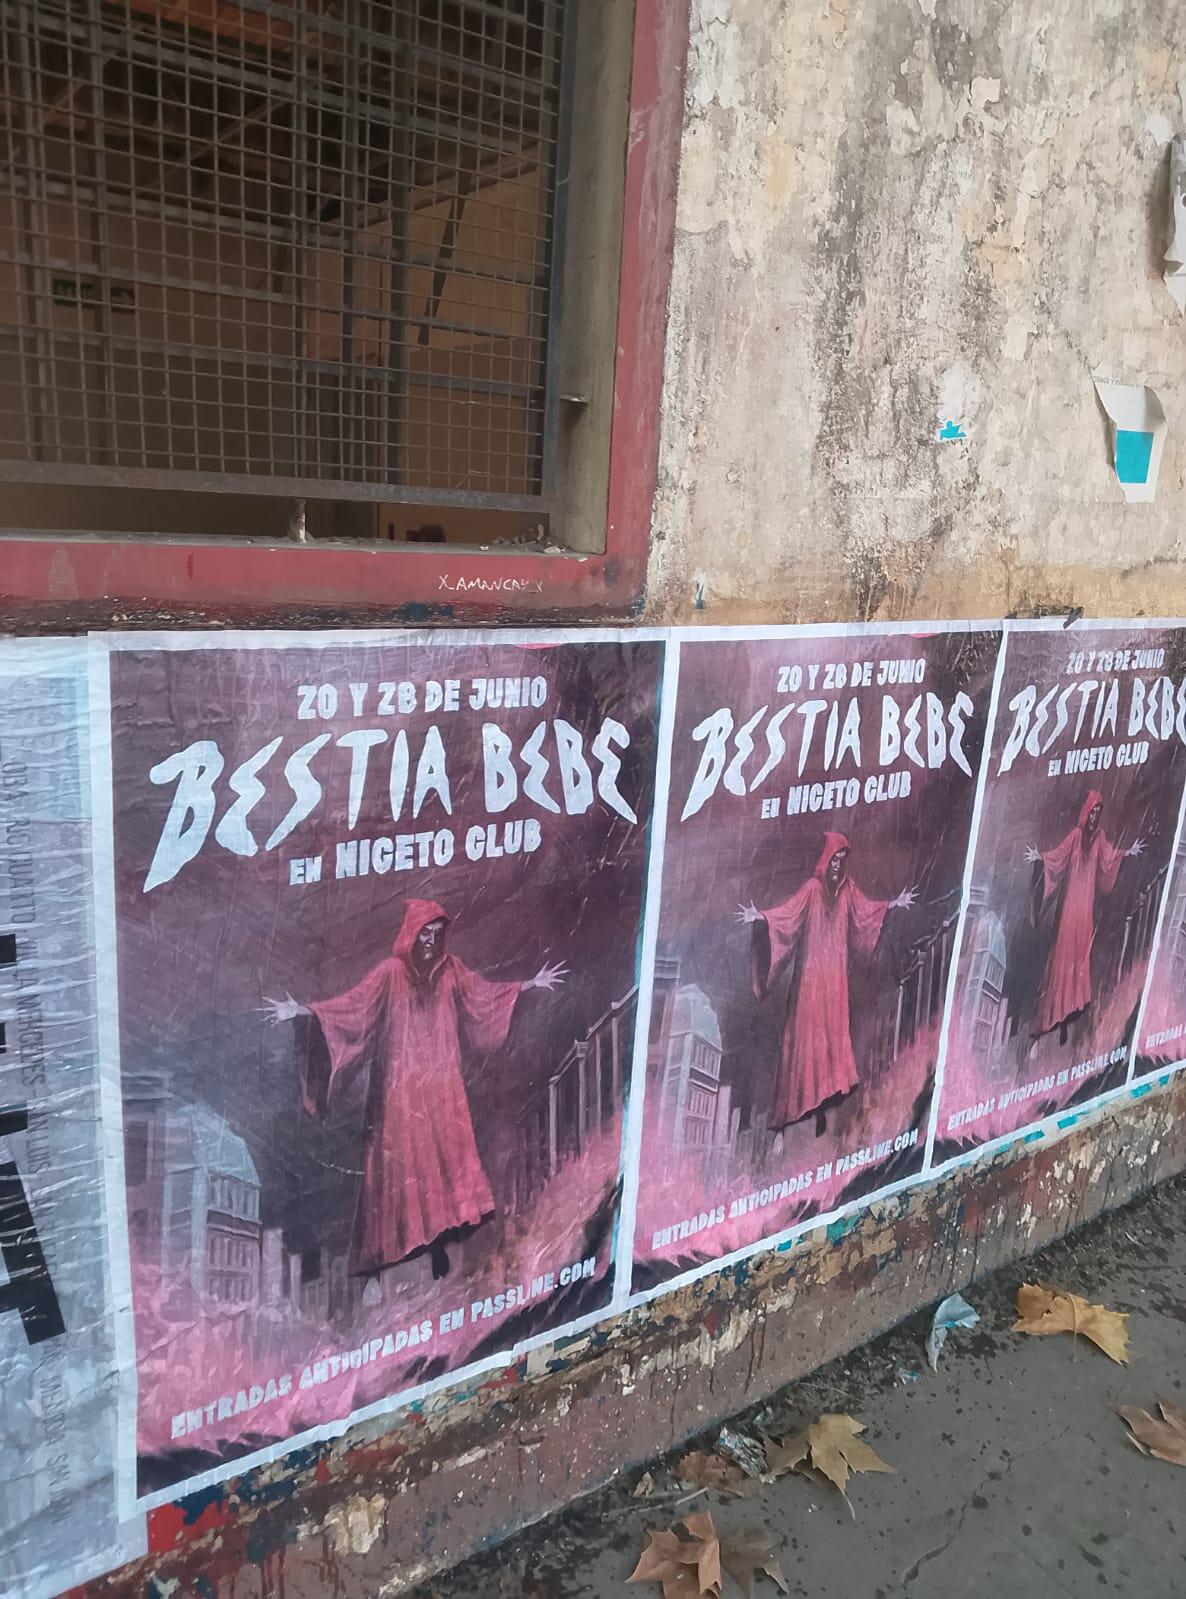 X_AMANCAY_X
20 Y 28 DE JUNIO
BESTIA BEBE
EN NICETO CLUB
ENTRADAS ANTICIPADAS EN PASSLINE.COM
20 Y 28 DE JUNIO
BESTIA BEBE
EN NICETO CLUB
ENTRADAS ANTICIPADAS EN PASSLINE.COM
20 Y 28 DE JUNIO
BESTIA BEBE
EN NICETO CLUB
ENTRADAS ANTICIPADAS EN PASSLINE.COM
ENTRADAS